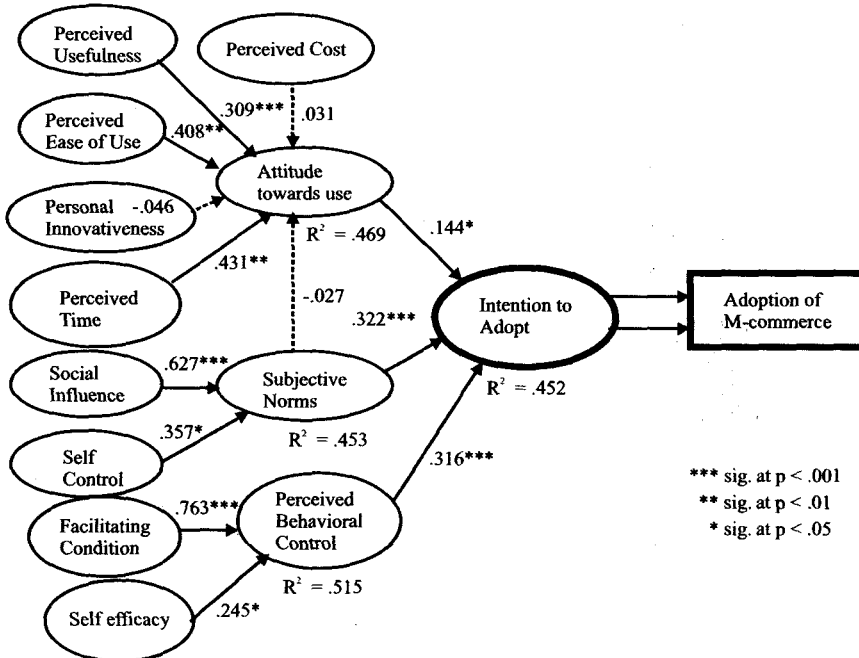 Perceived
Usefulness
Perceived Cost
.309***
.031
Perceived
Ease of Use
.408**
Attitude
towards use
Personal
Innovativeness
-.046
R² = .469
.144*
.431**
Perceived
Time
-.027
Intention to
Adopt
Adoption of
M-commerce
.322***
.627***
Social
Influence
Subjective
Norms
R² = .452
.357*
R² = .453
Self
Control
.316***
.763***
Facilitating
Condition
Perceived
Behavioral
Control
R² = .515
.245*
Self efficacy
*** sig. at p < .001
** sig. at p < .01
* sig. at p < .05